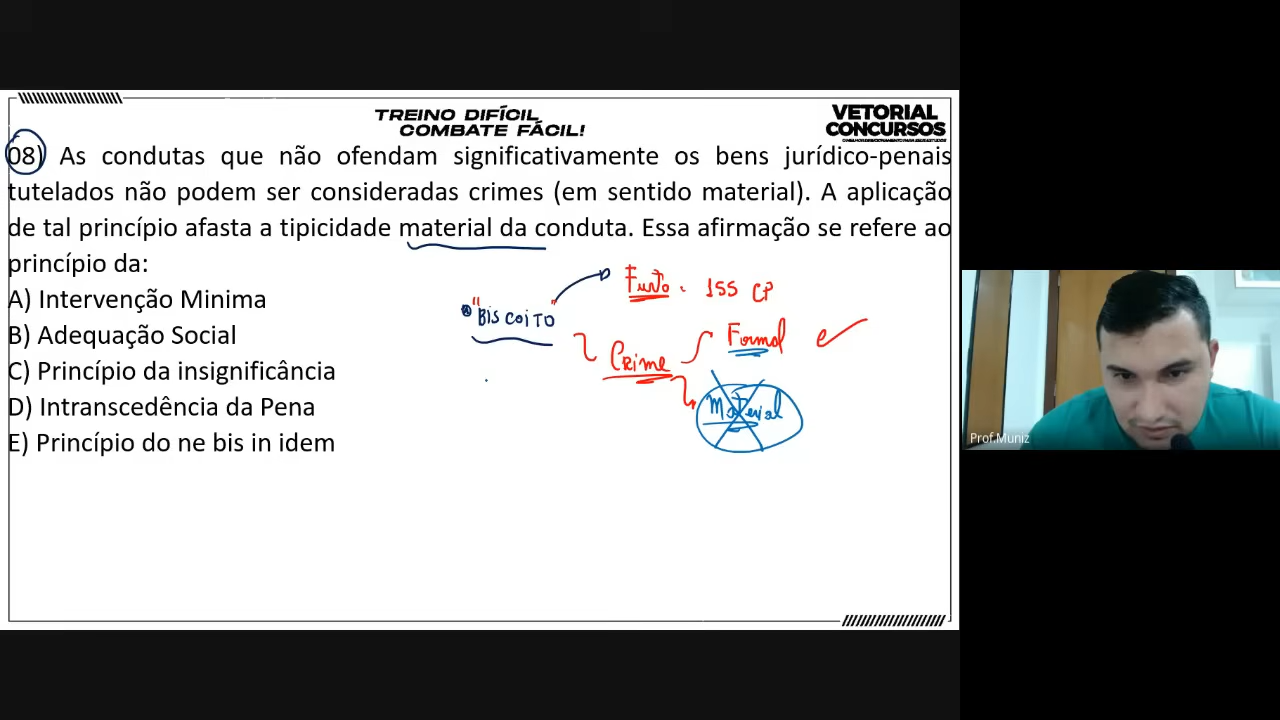 TREINO DIFÍCIL
COMBATE FÁCIL!
VETORIAL
CONCURSOS
08) As condutas que não ofendam significativamente os bens jurídico-penais
tutelados não podem ser consideradas crimes (em sentido material). A aplicação
de tal princípio afasta a tipicidade material da conduta. Essa afirmação se refere ao
princípio da:
A) Intervenção Minima
B) Adequação Social
C) Princípio da insignificância
D) Intranscedência da Pena
E) Princípio do ne bis in idem
"BISCOITO"
Furto. 155 CP
Crime
Formal
Material
Prof.Muniz